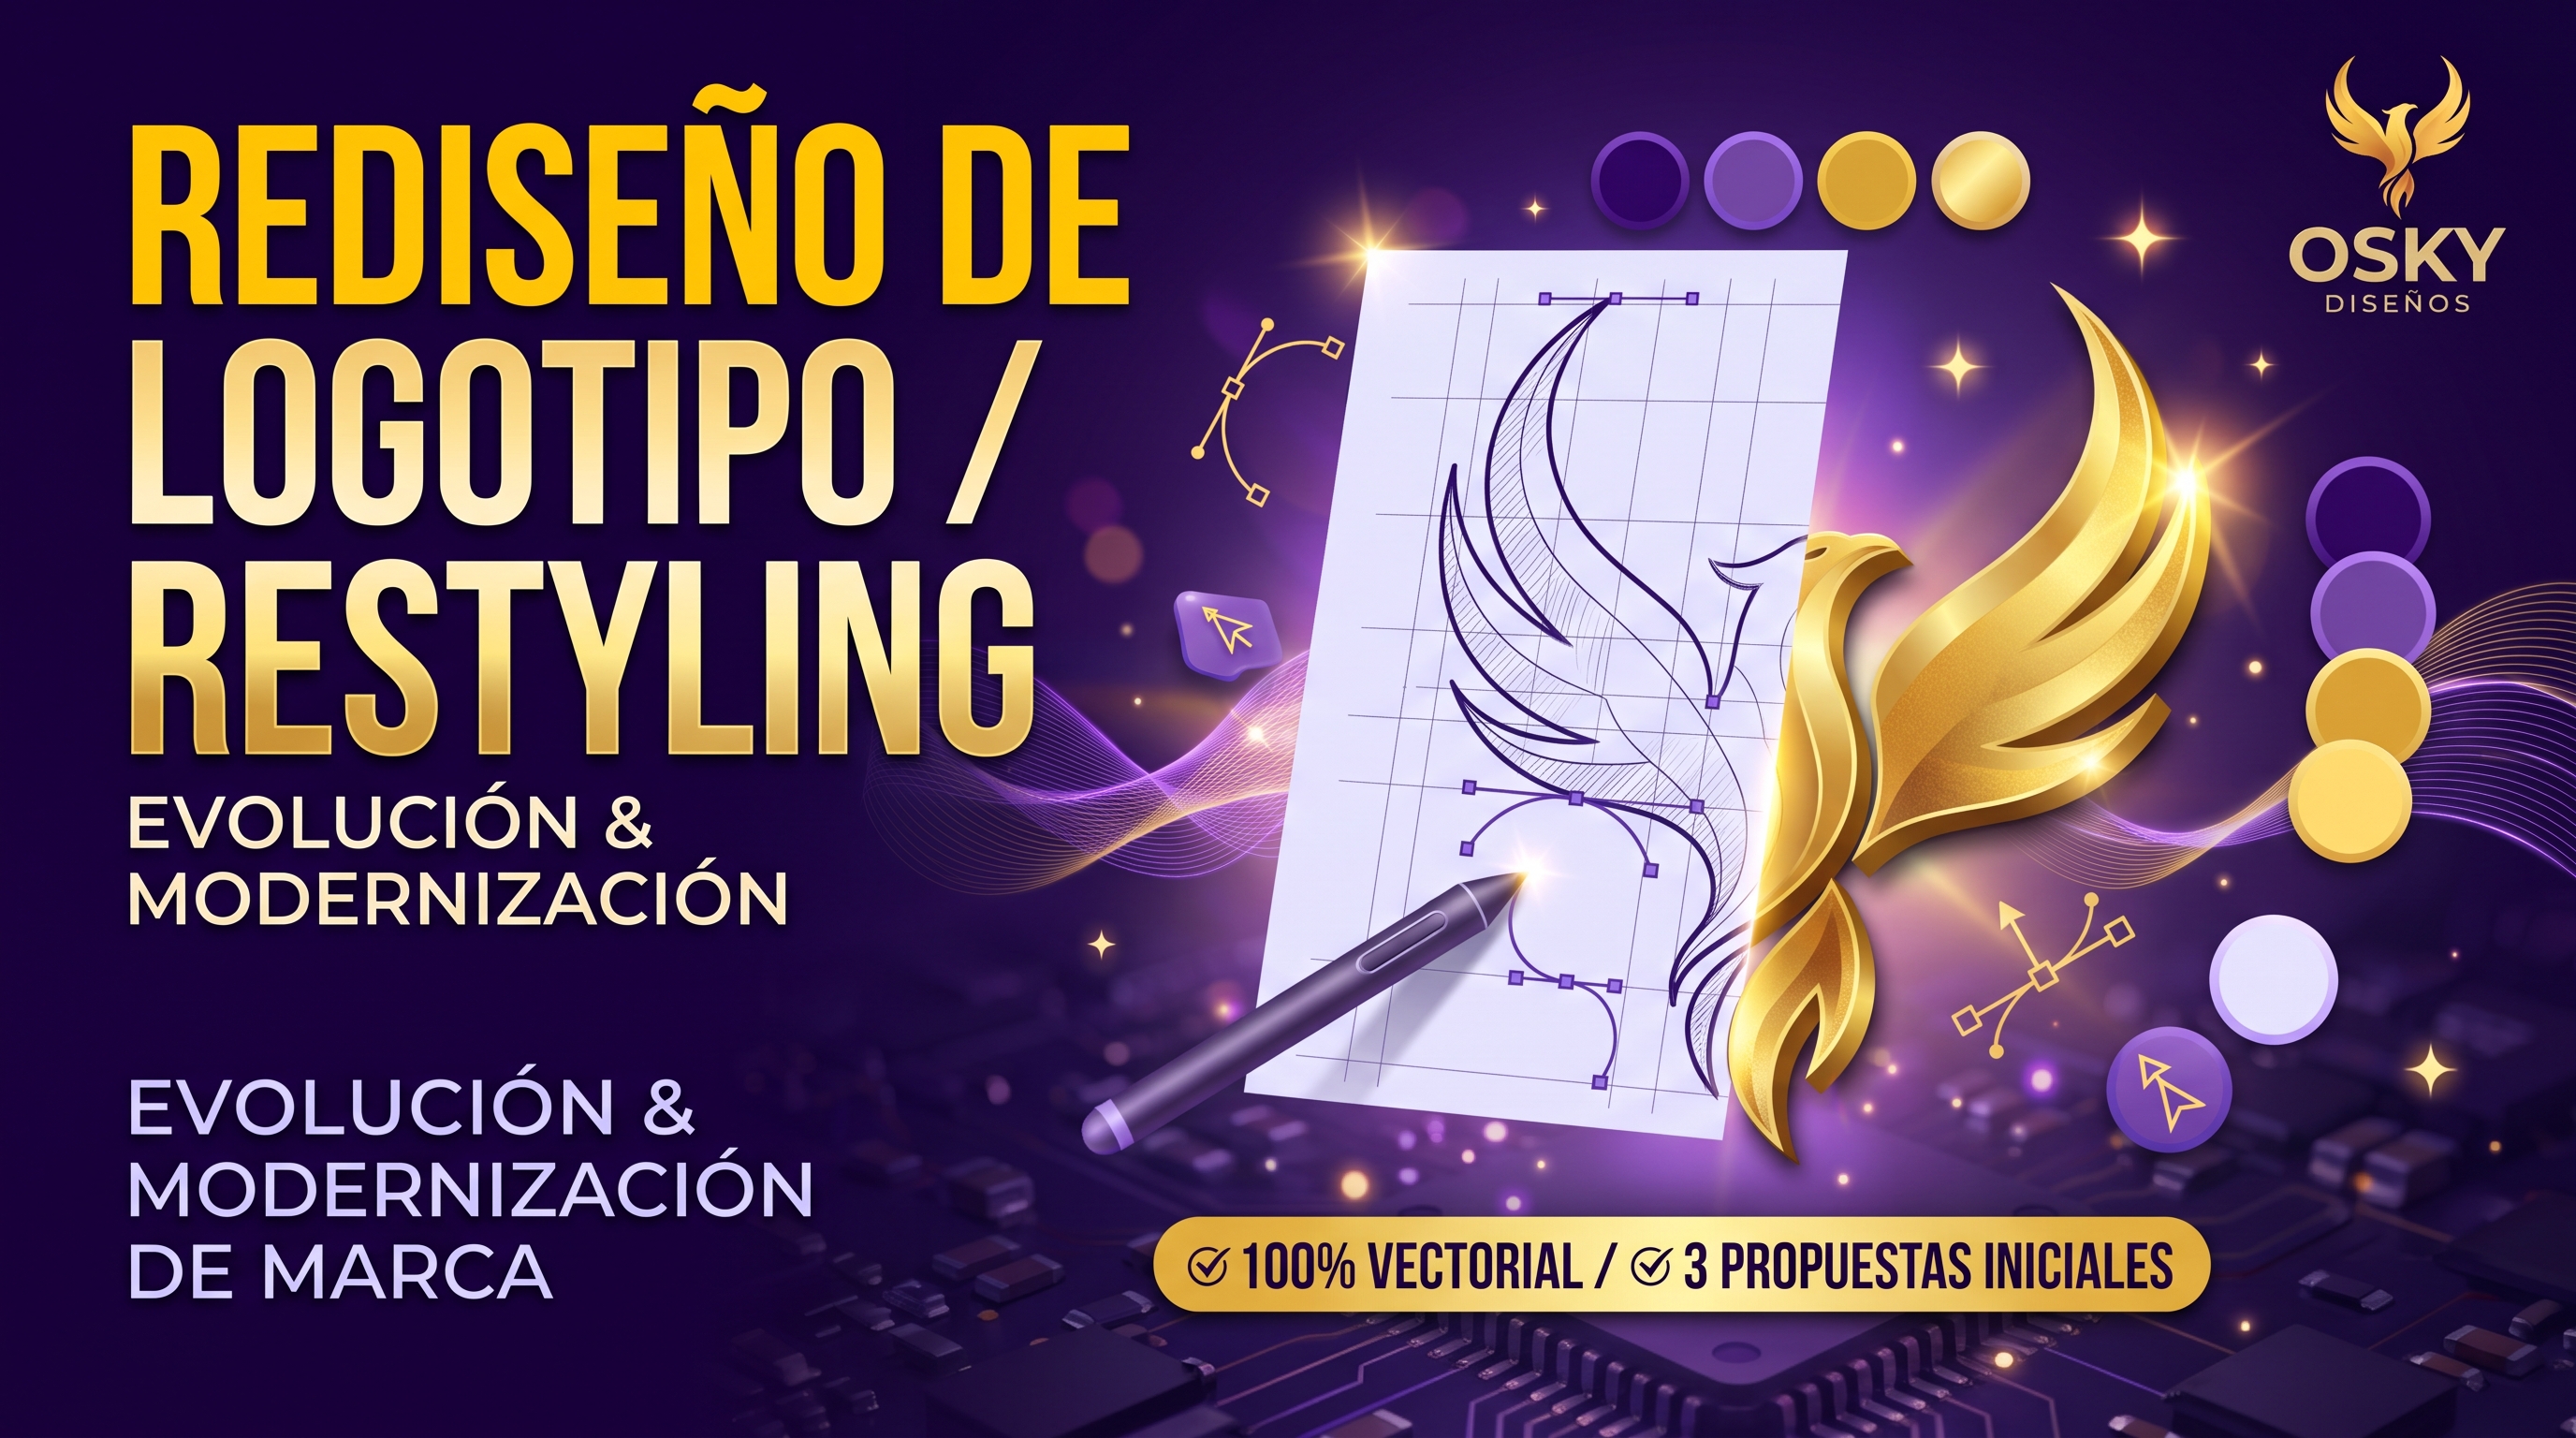 REDISEÑO DE
LOGOTIPO /
RESTYLING
EVOLUCIÓN &
MODERNIZACIÓN
EVOLUCIÓN &
MODERNIZACIÓN
DE MARCA
OSKY
DISEÑOS
100% VECTORIAL / 3 PROPUESTAS INICIALES